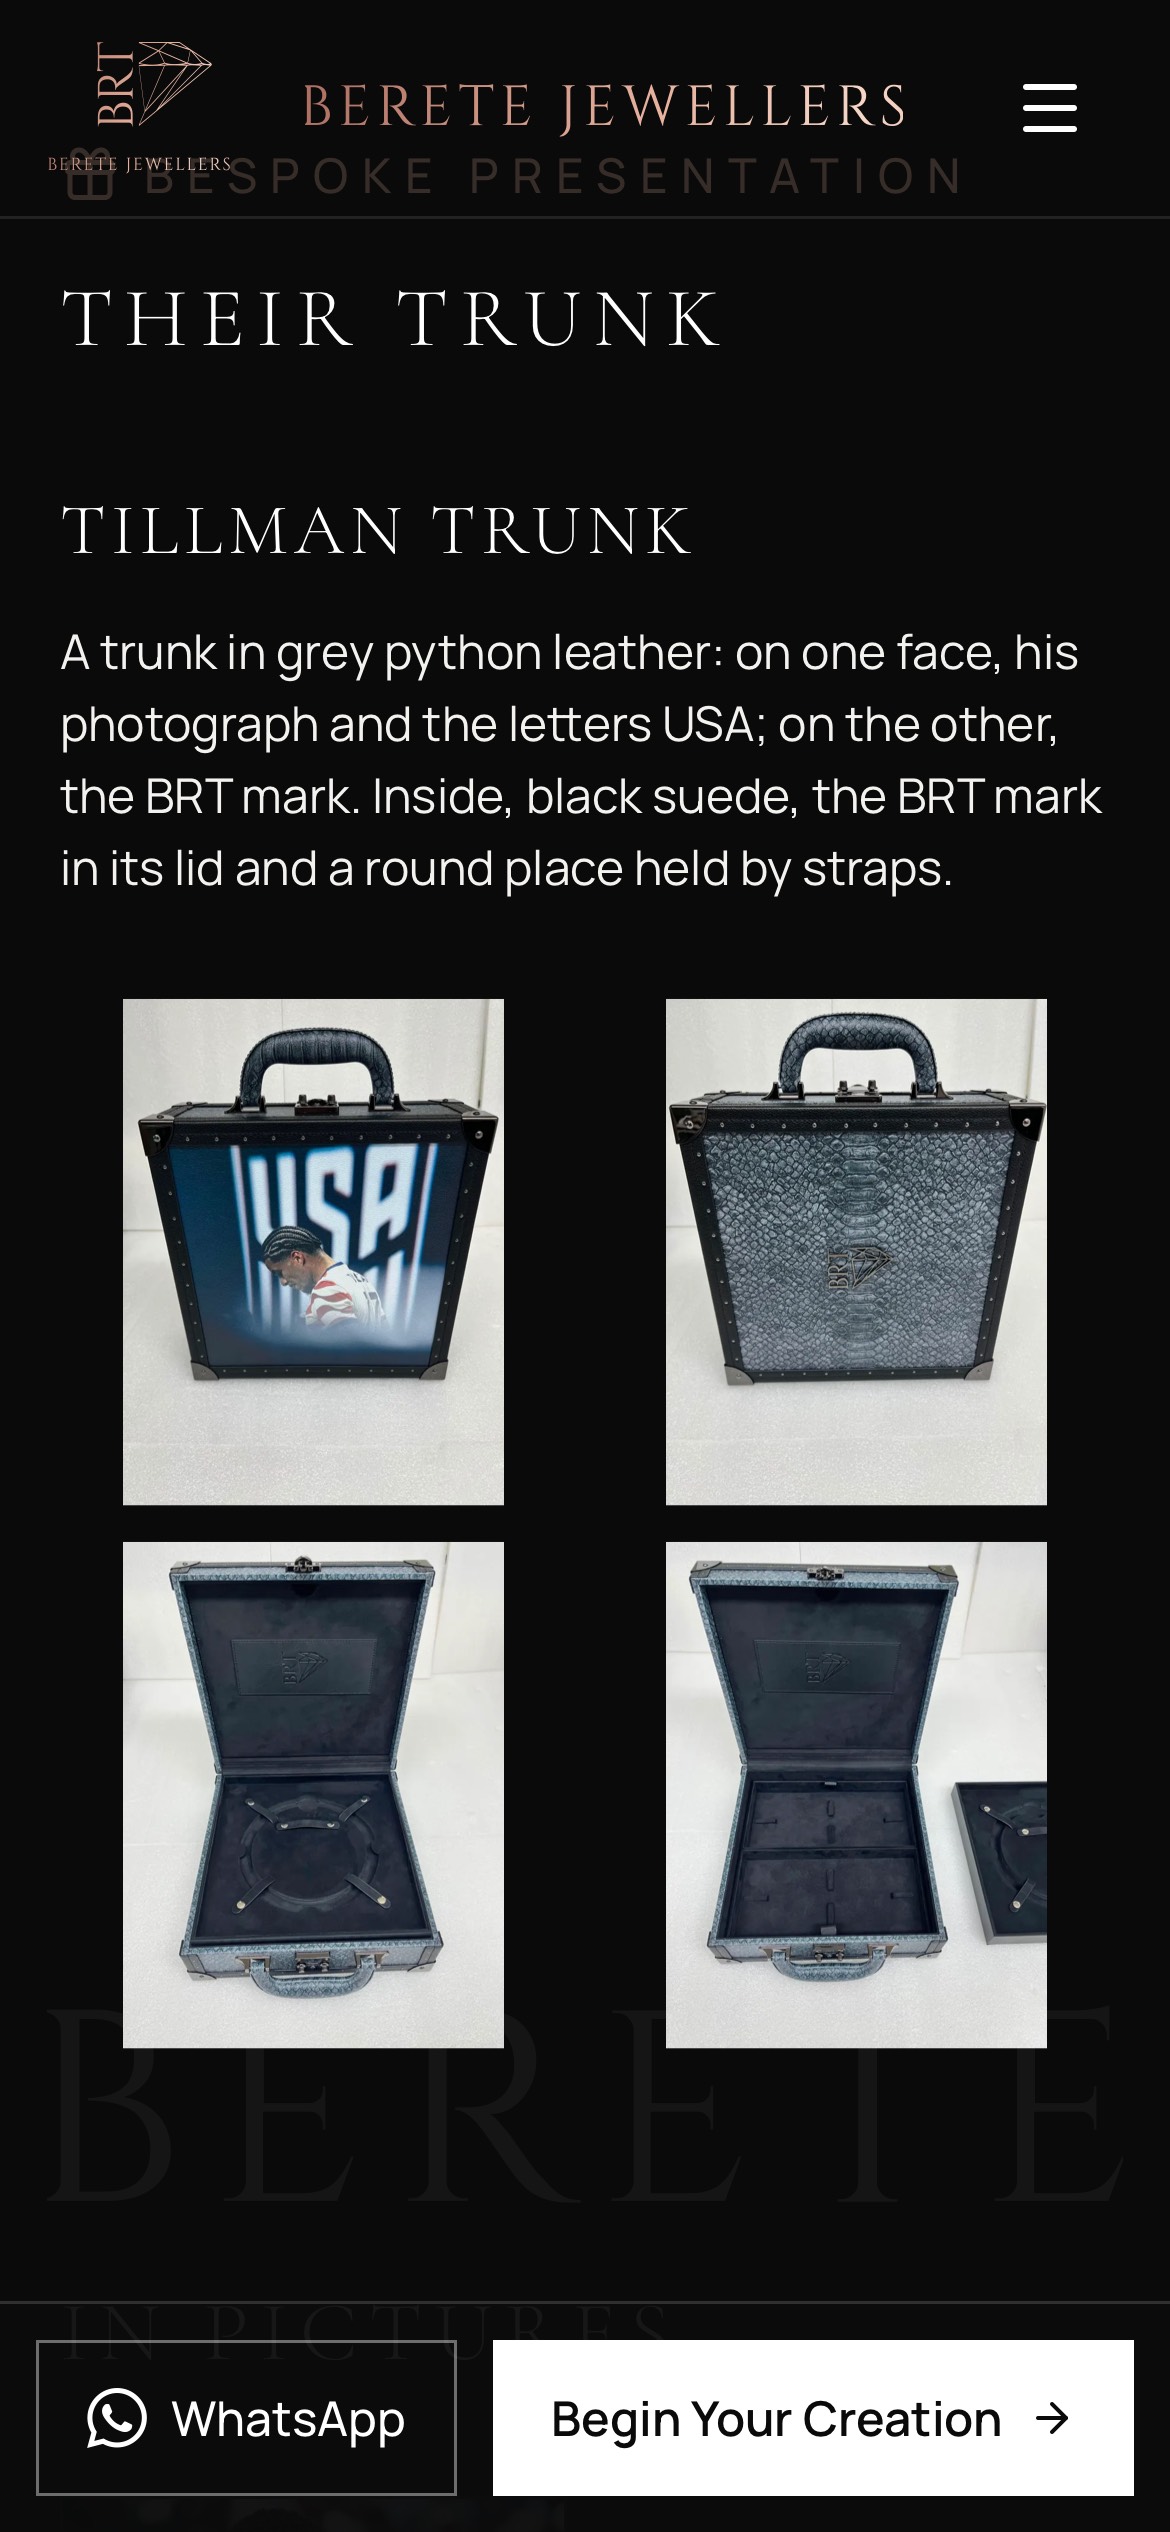 BRT
BERETE JEWELLERS
BERETE JEWELLERS
BESPOKE PRESENTATION
THEIR TRUNK
TILLMAN TRUNK
A trunk in grey python leather: on one face, his
photograph and the letters USA; on the other,
the BRT mark. Inside, black suede, the BRT mark
in its lid and a round place held by straps.
USA
BRT
BRT
BRT
BERETE
IN PICTURES
WhatsApp
Begin Your Creation